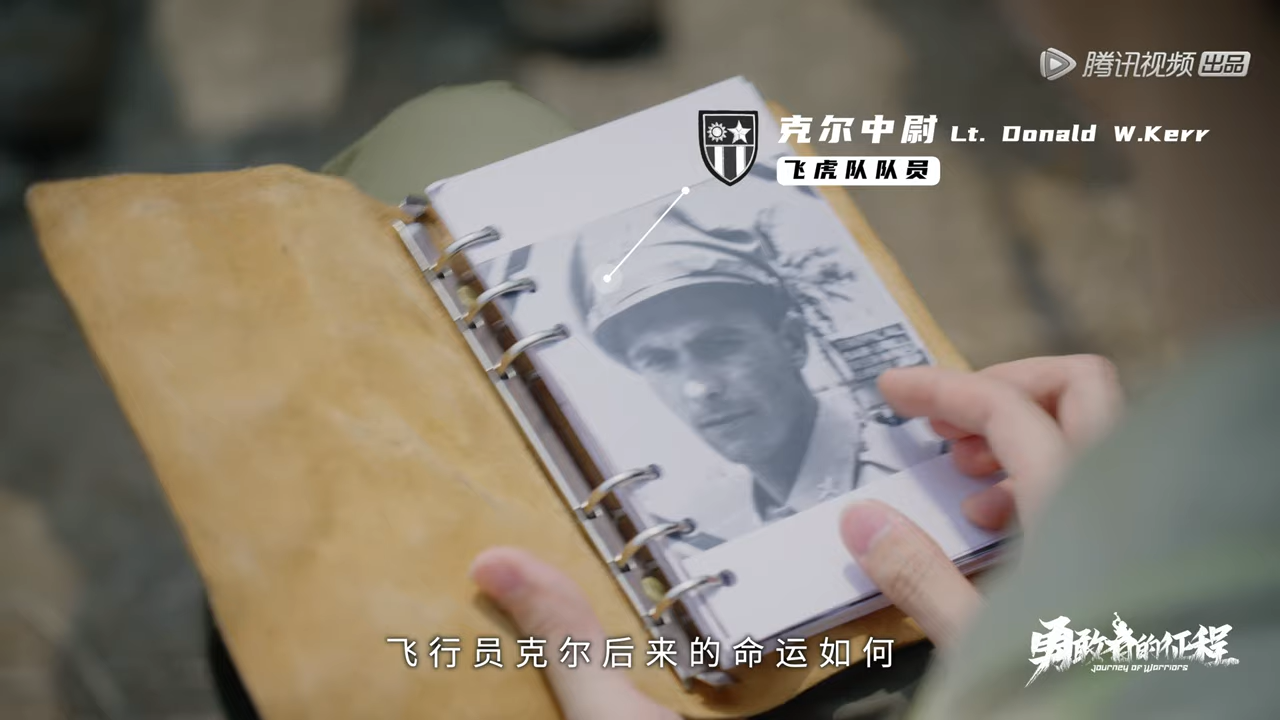 腾讯视频 出品
克尔中尉 Lt. Donald W.Kerr
飞虎队队员
飞行员克尔后来的命运如何
勇敢者的征程
Journey of Warriors